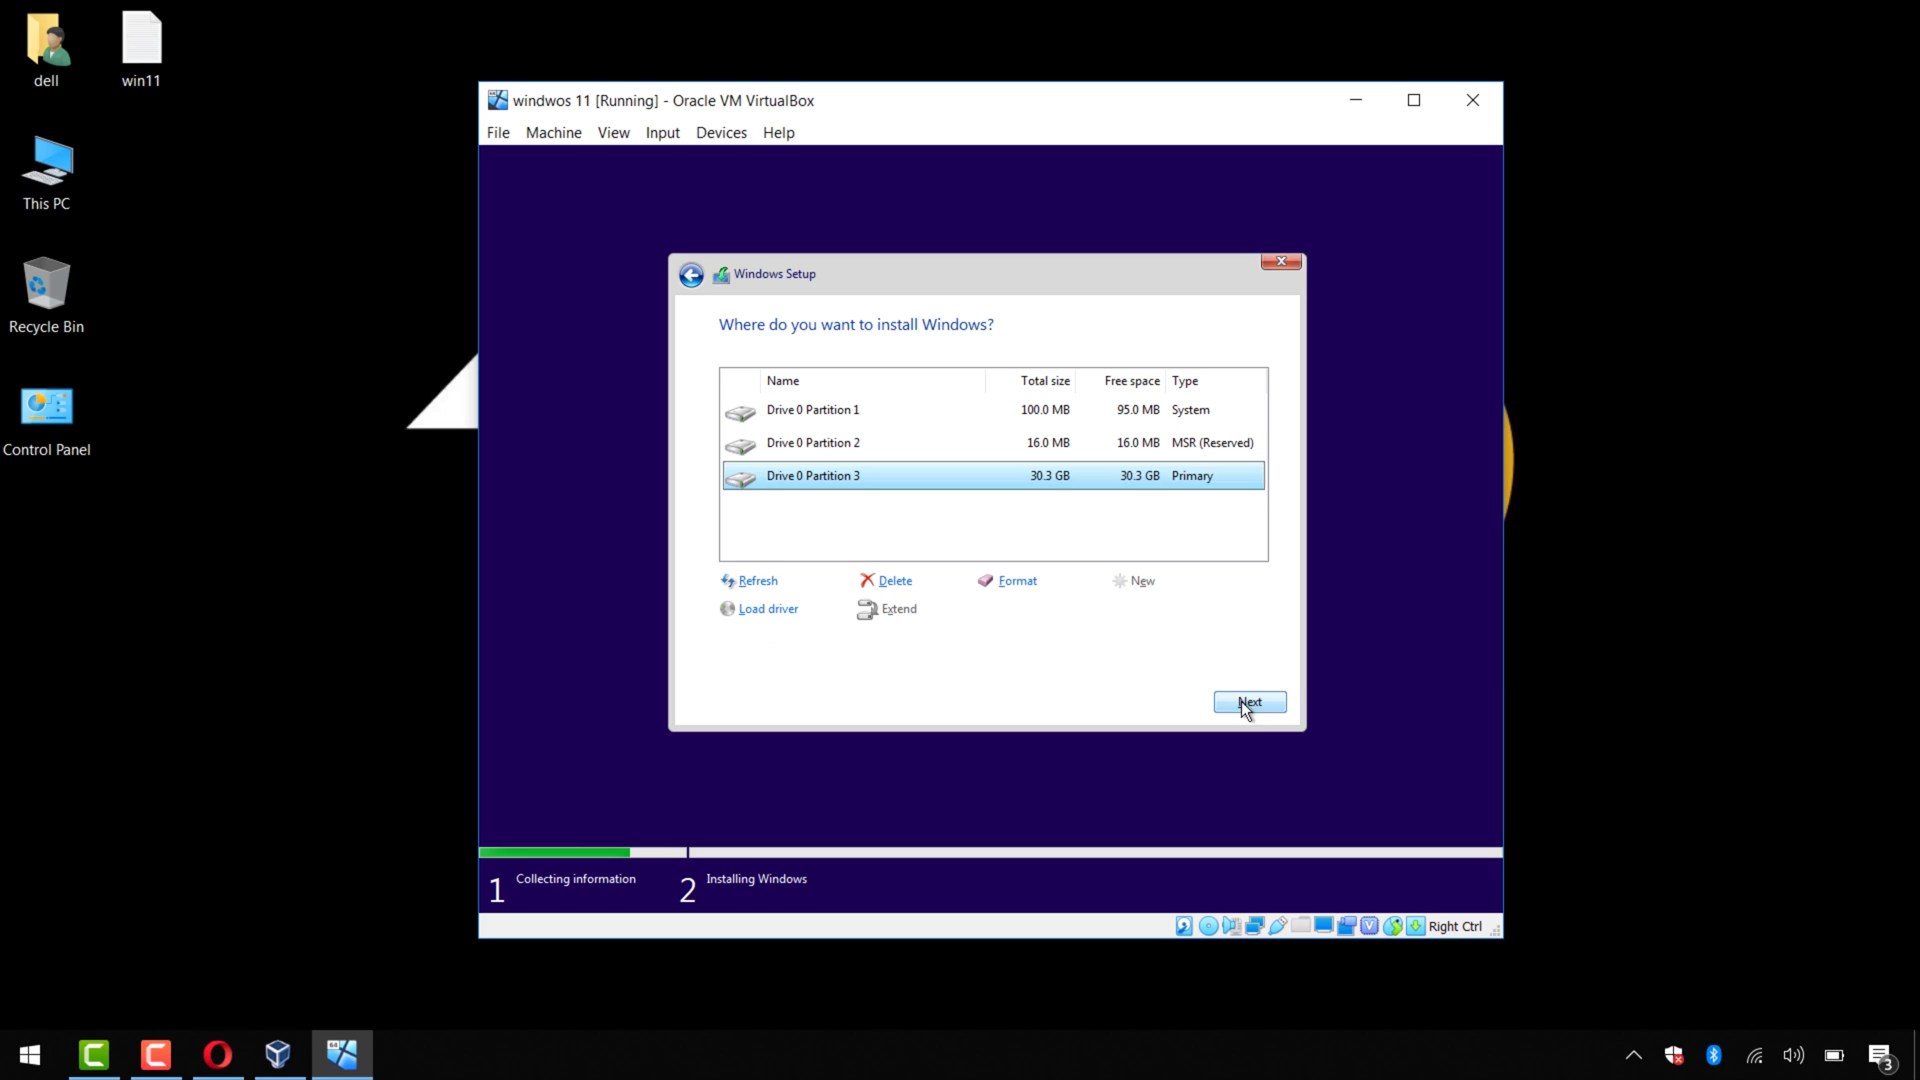 dell
win11
This PC
Recycle Bin
Control Panel
windwos 11 [Running] - Oracle VM VirtualBox
File Machine View Input Devices Help
Windows Setup
Where do you want to install Windows?
Name Total size Free space Type
Drive 0 Partition 1 100.0 MB 95.0 MB System
Drive 0 Partition 2 16.0 MB 16.0 MB MSR (Reserved)
Drive 0 Partition 3 30.3 GB 30.3 GB Primary
Refresh Delete Format New
Load driver Extend
Next
1 Collecting information 2 Installing Windows
Right Ctrl
64
3